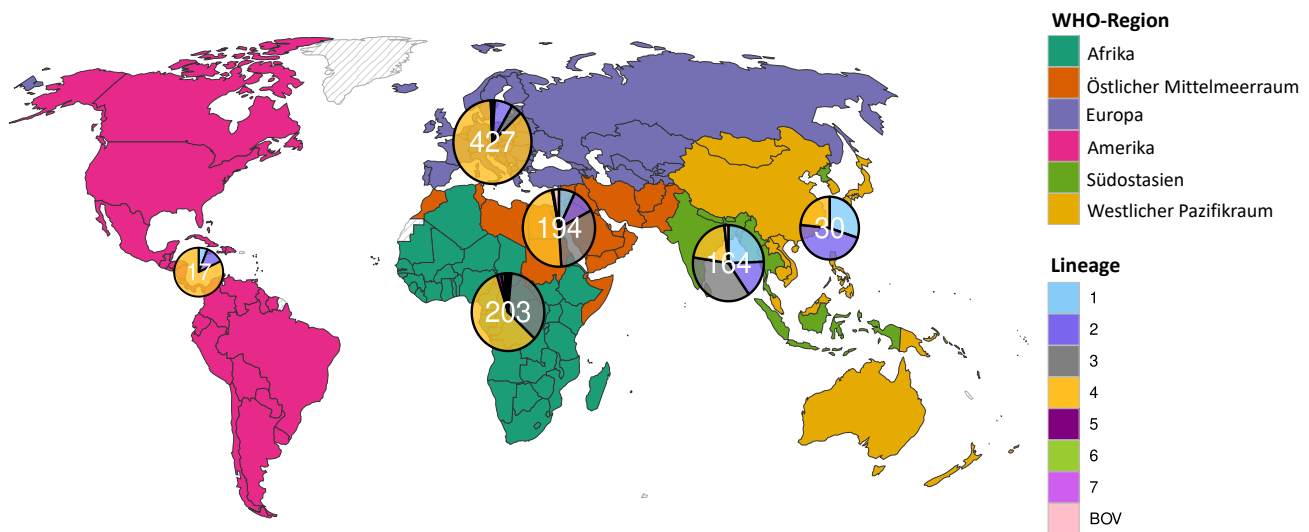 WHO-Region
Afrika
Östlicher Mittelmeerraum
Europa
Amerika
Südostasien
Westlicher Pazifikraum
427
194
30
164
17
203
Lineage
1
2
3
4
5
6
7
BOV